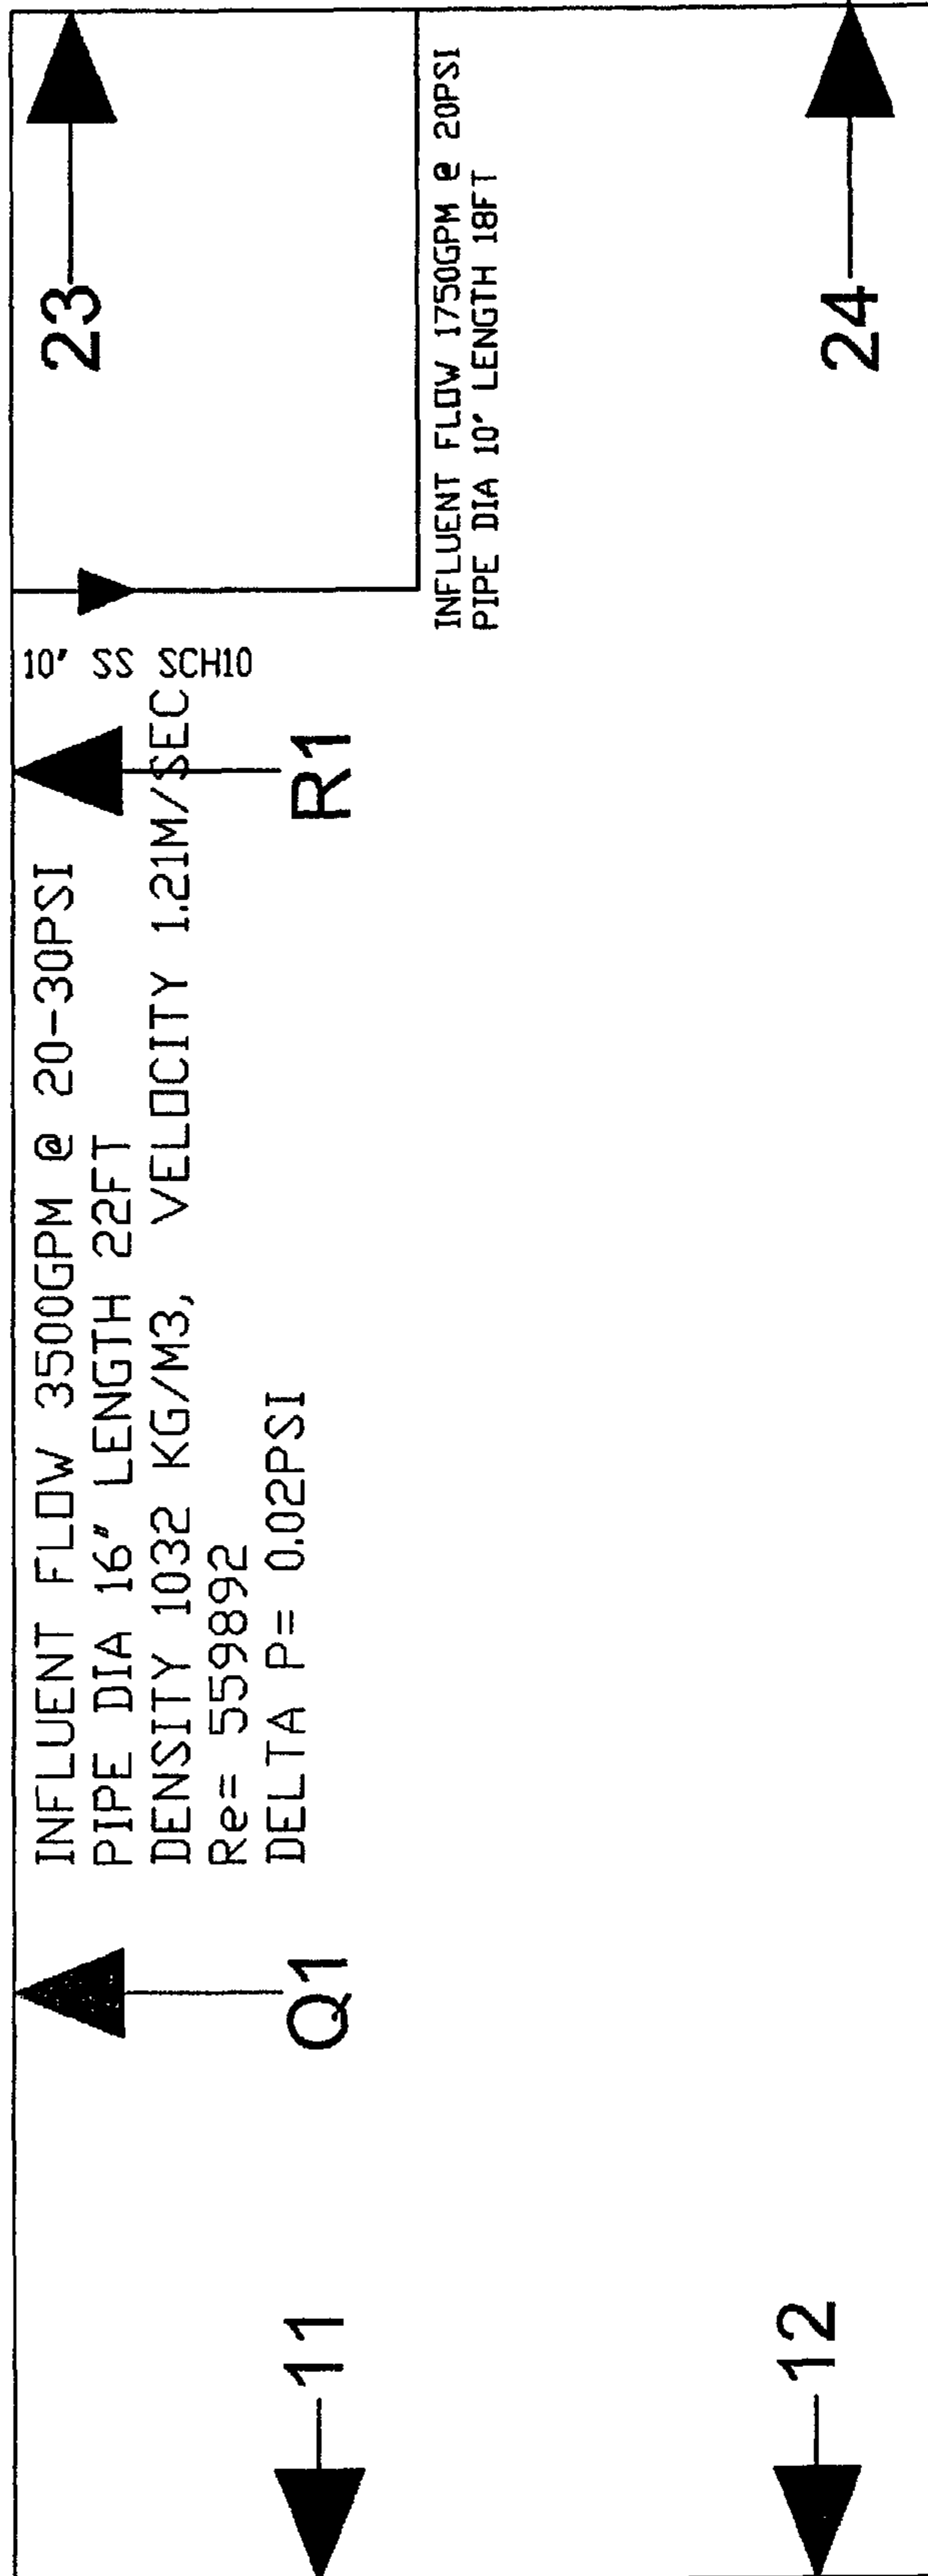 INFLUENT FLOW 3500GPM @ 20-30PSI
PIPE DIA 16" LENGTH 22FT
DENSITY 1032 KG/M3, VELOCITY 1.21M/SEC
Re= 559892
DELTA P= 0.02PSI
10" SS SCH10
INFLUENT FLOW 1750GPM @ 20PSI
PIPE DIA 10" LENGTH 18FT
Q1
R1
11
12
23
24